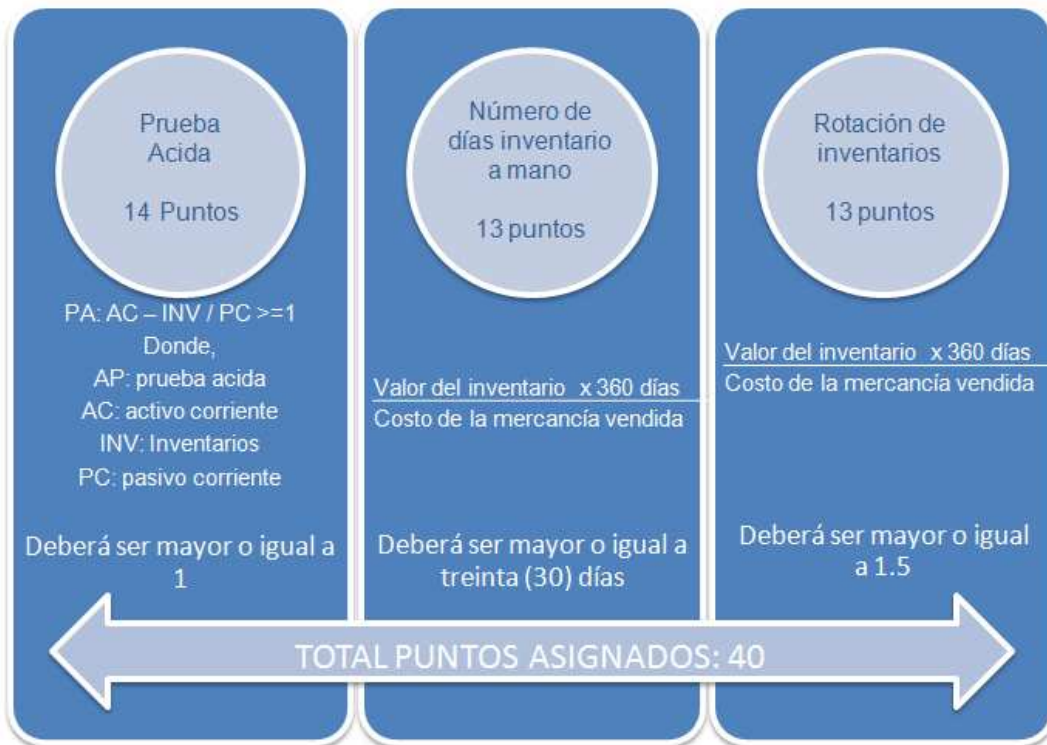 Prueba
Acida
14 Puntos
PA: AC – INV / PC >=1
Donde,
AP: prueba acida
AC: activo corriente
INV: Inventarios
PC: pasivo corriente
Deberá ser mayor o igual a
1
Número de
días inventario
a mano
13 puntos
Valor del inventario x 360 días
Costo de la mercancía vendida
Deberá ser mayor o igual a
treinta (30) días
Rotación de
inventarios
13 puntos
Valor del inventario x 360 días
Costo de la mercancía vendida
Deberá ser mayor o igual
a 1.5
TOTAL PUNTOS ASIGNADOS: 40